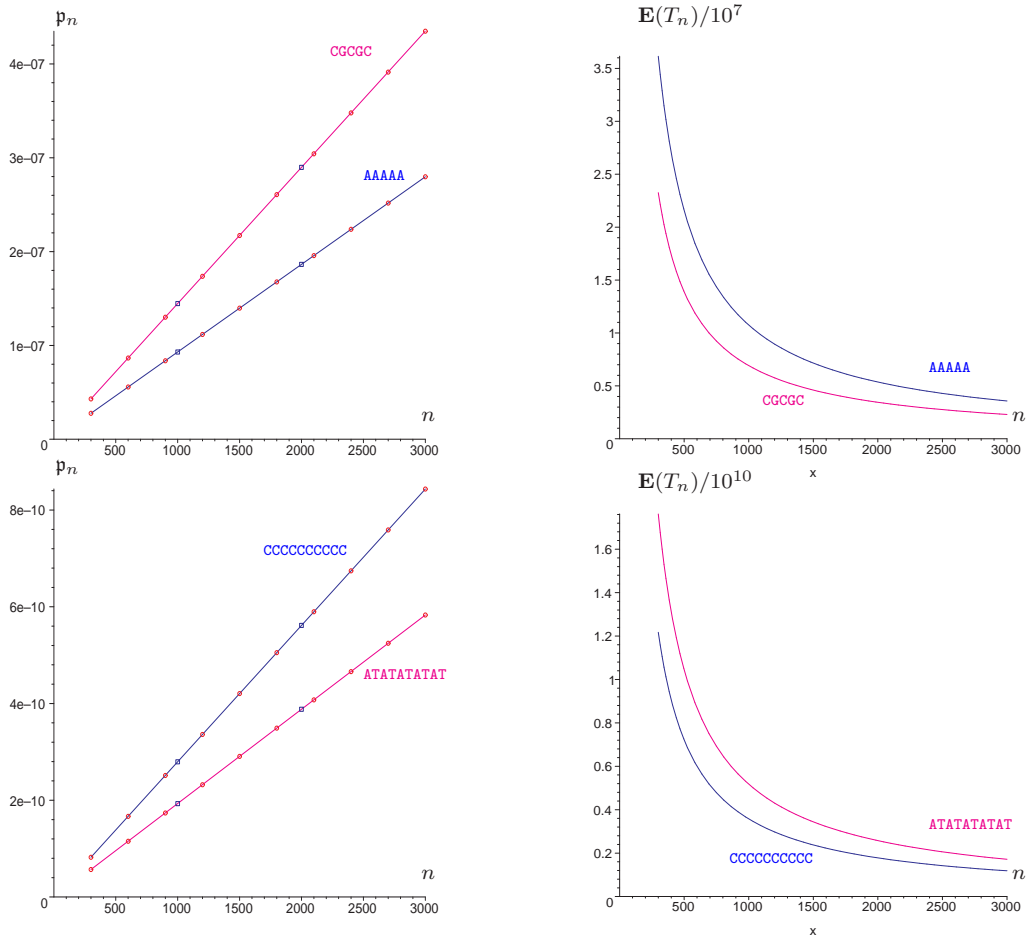 𝔭n
CGCGC
AAAAA
4e–07
3e–07
2e–07
1e–07
0
500 1000 1500 2000 2500 3000
n
E(Tn)/10^7
3.5
3
2.5
2
1.5
1
0.5
0
AAAAA
CGCGC
n
500 1000 1500 2000 2500 3000
x
𝔭n
8e–10
6e–10
4e–10
2e–10
0
CCCCCCCCCC
ATATATATAT
n
500 1000 1500 2000 2500 3000
E(Tn)/10^10
1.6
1.4
1.2
1
0.8
0.6
0.4
0.2
0
ATATATATAT
CCCCCCCCCC
n
500 1000 1500 2000 2500 3000
x